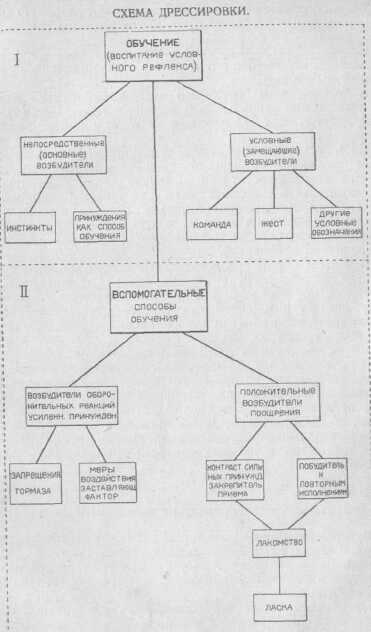 СХЕМА ДРЕССИРОВКИ.
I
ОБУЧЕНИЕ
(ВОСПИТАНИЕ УСЛОВ-
НОГО РЕФЛЕКСА)
НЕПОСРЕДСТВЕННЫЕ
(ОСНОВНЫЕ)
ВОЗБУДИТЕЛИ
УСЛОВНЫЕ
(ЗАМЕЩАЮЩИЕ)
ВОЗБУДИТЕЛИ
ИНСТИНКТЫ
ПРИНУЖДЕНИЯ
КАК СПОСОБ
ОБУЧЕНИЯ
КОМАНДА
ЖЕСТ
ДРУГИЕ
УСЛОВНЫЕ
ОБОЗНАЧЕНИЯ
II
ВСПОМОГАТЕЛЬНЫЕ
СПОСОБЫ
ОБУЧЕНИЯ
ВОЗБУДИТЕЛИ ОБОРО-
НИТЕЛЬНЫХ РЕАКЦИЙ
УСИЛЕНН. ПРИНУЖДЕН
ПОЛОЖИТЕЛЬНЫЕ
ВОЗБУДИТЕЛИ
ПООЩРЕНИЯ
ЗАПРЕЩЕНИЯ
ТОРМАЗА
МЕРЫ
ВОЗДЕЙСТВИЯ
ЗАСТАВЛЯЮЩ
ФАКТОР
КОНТРАСТ СИЛЬ
НЫХ ПРИНУЖД
ЗАКРЕПИТЕЛЬ
ПРИЕМА
ПОБУДИТЕЛЬ
К
ПОВТОРНЫМ
ИСПОЛНЕНИЯМ
ЛАКОМСТВО
ЛАСКА